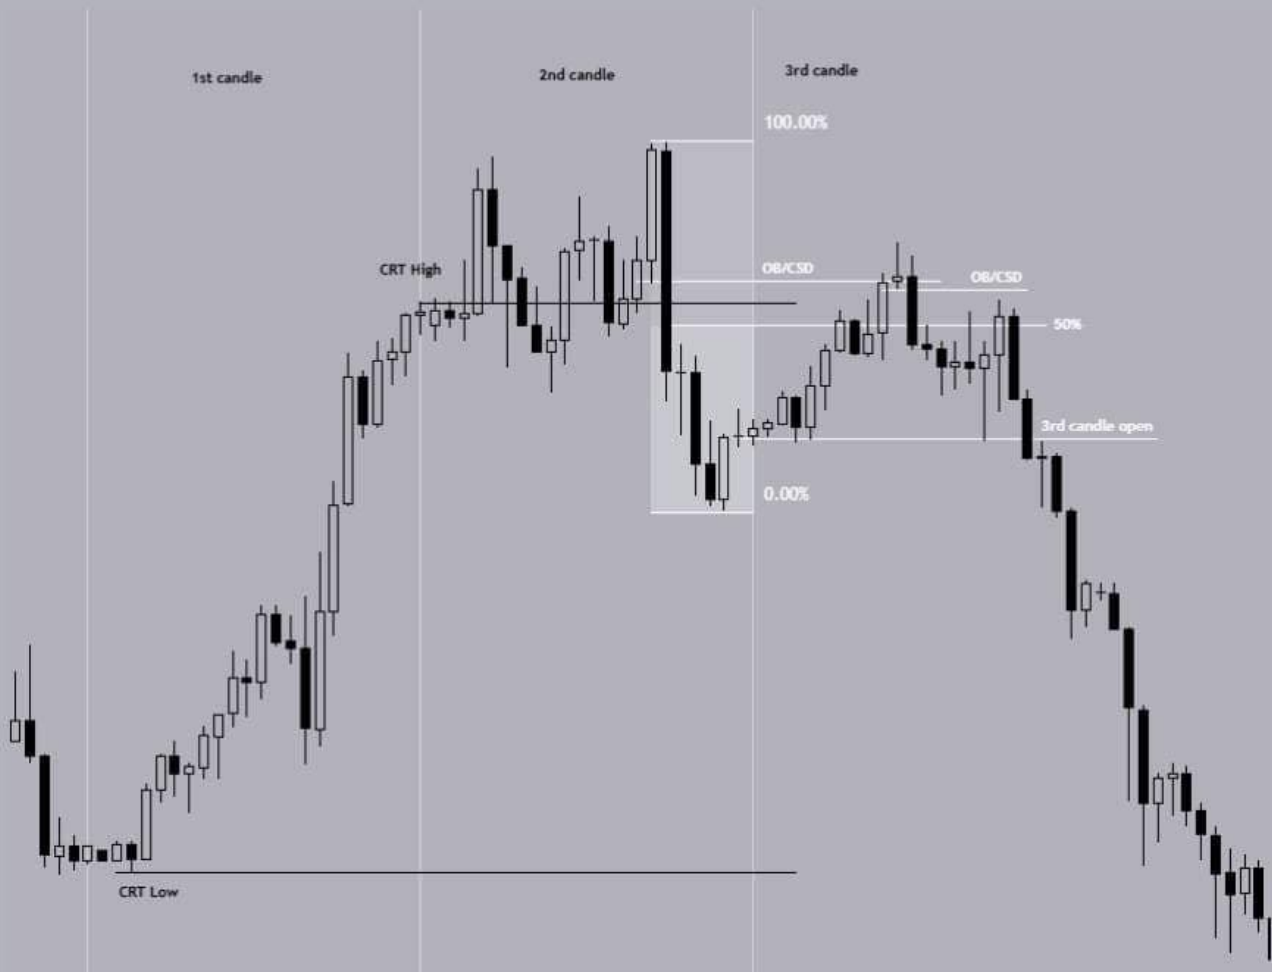 1st candle
2nd candle
3rd candle
100.00%
CRT High
OB/CSD
OB/CSD
50%
3rd candle open
0.00%
CRT Low